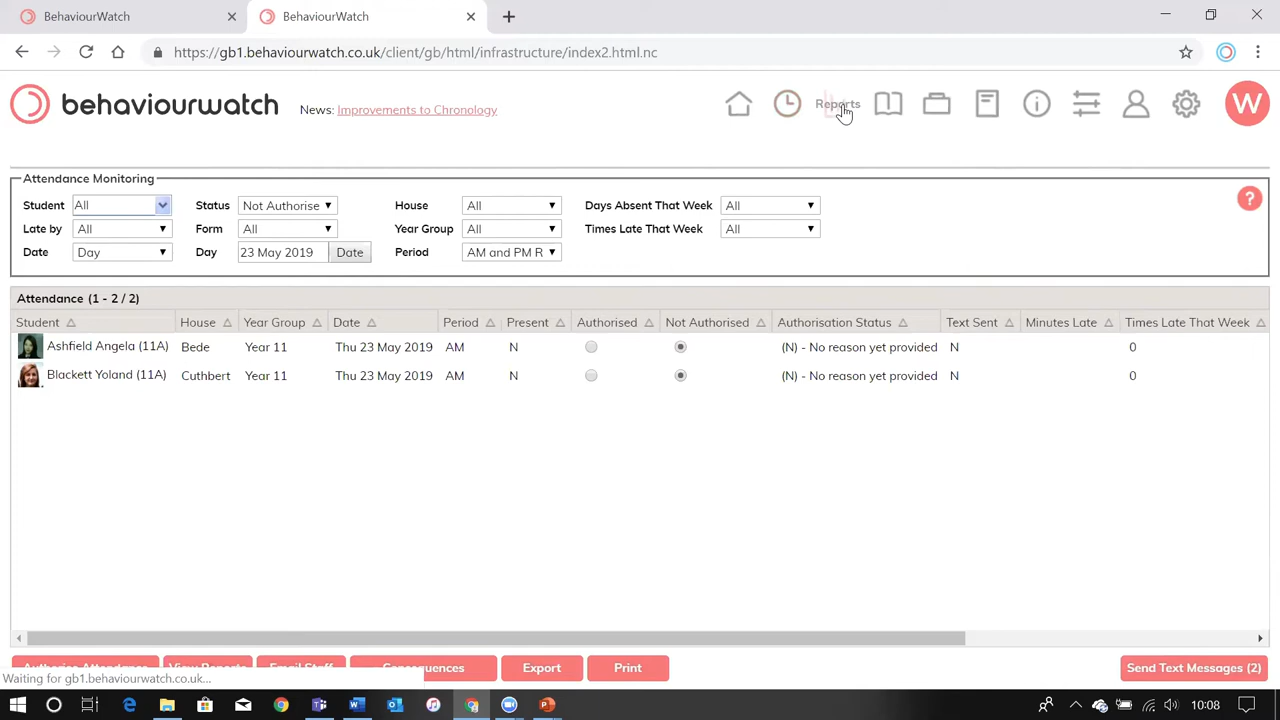 BehaviourWatch
BehaviourWatch
https://gb1.behaviourwatch.co.uk/client/gb/html/infrastructure/index2.html.nc
behaviourwatch
News: Improvements to Chronology
Reports
W
Attendance Monitoring
Student All Status Not Authorise House All Days Absent That Week All
?
Late by All Form All Year Group All Times Late That Week All
Date Day Day 23 May 2019 Date Period AM and PM R
Attendance (1 - 2 / 2)
Student House Year Group Date Period Present Authorised Not Authorised Authorisation Status Text Sent Minutes Late Times Late That Week
Ashfield Angela (11A) Bede Year 11 Thu 23 May 2019 AM N (N) - No reason yet provided N 0
Blackett Yoland (11A) Cuthbert Year 11 Thu 23 May 2019 AM N (N) - No reason yet provided N 0
Authorise Attendance View Reports Email Staff Consequences Export Print Send Text Messages (2)
Waiting for gb1.behaviourwatch.co.uk...
10:08